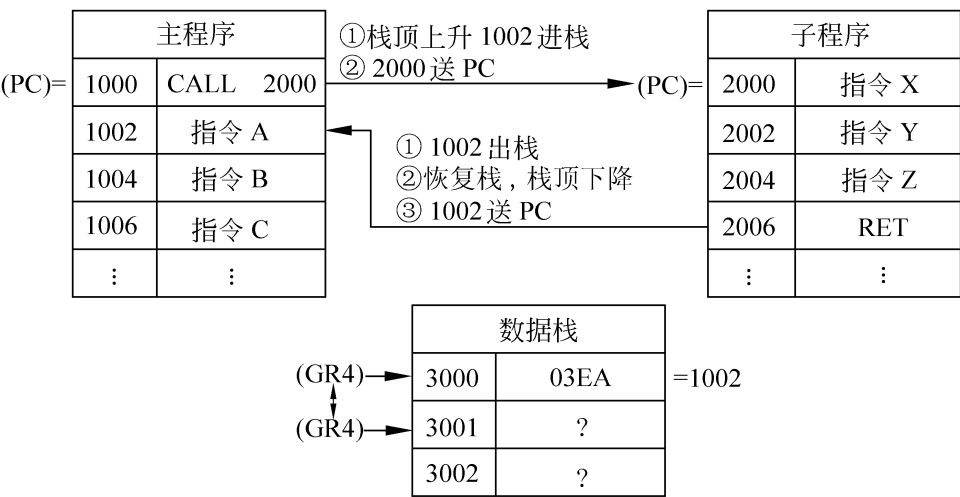 主程序
①栈顶上升 1002 进栈
② 2000 送 PC
子程序
(PC)= 1000 CALL 2000
(PC)= 2000 指令 X
1002 指令 A
① 1002 出栈
②恢复栈，栈顶下降
③ 1002 送 PC
2002 指令 Y
1004 指令 B
2004 指令 Z
1006 指令 C
2006 RET
⋮ ⋮
⋮ ⋮
数据栈
(GR4) 3000 03EA =1002
(GR4) 3001 ?
3002 ?